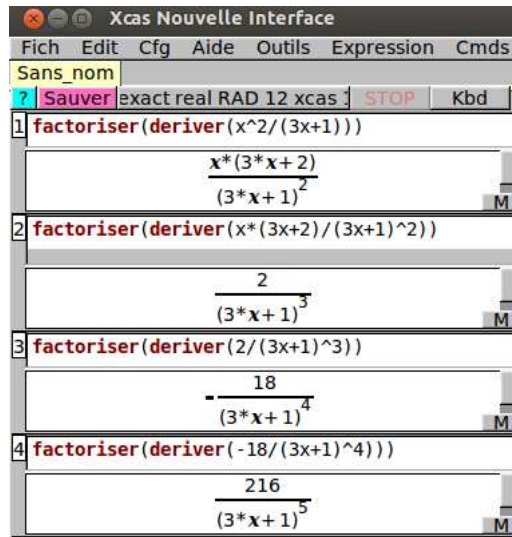 Xcas Nouvelle Interface
Fich Edit Cfg Aide Outils Expression Cmds
Sans_nom
? Sauver exact real RAD 12 xcas STOP Kbd
1 factoriser(deriver(x^2/(3x+1)))
x*(3*x+2)
(3*x+1)^2
M
2 factoriser(deriver(x*(3x+2)/(3x+1)^2))
2
(3*x+1)^3
M
3 factoriser(deriver(2/(3x+1)^3))
- 18
(3*x+1)^4
M
4 factoriser(deriver(-18/(3x+1)^4)))
216
(3*x+1)^5
M